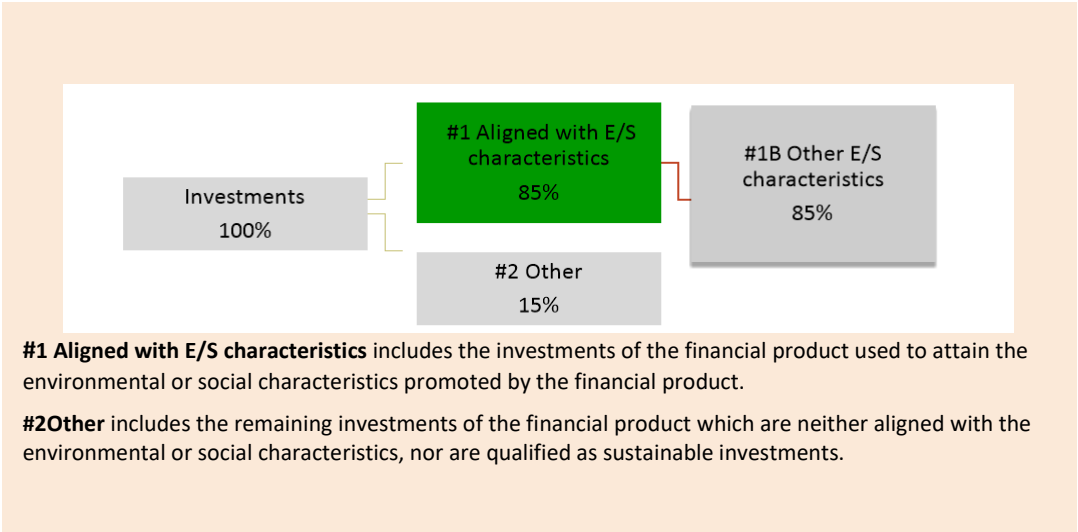 #1 Aligned with E/S
characteristics
85%
#1B Other E/S
characteristics
85%
Investments
100%
#2 Other
15%
#1 Aligned with E/S characteristics includes the investments of the financial product used to attain the
environmental or social characteristics promoted by the financial product.
#2Other includes the remaining investments of the financial product which are neither aligned with the
environmental or social characteristics, nor are qualified as sustainable investments.